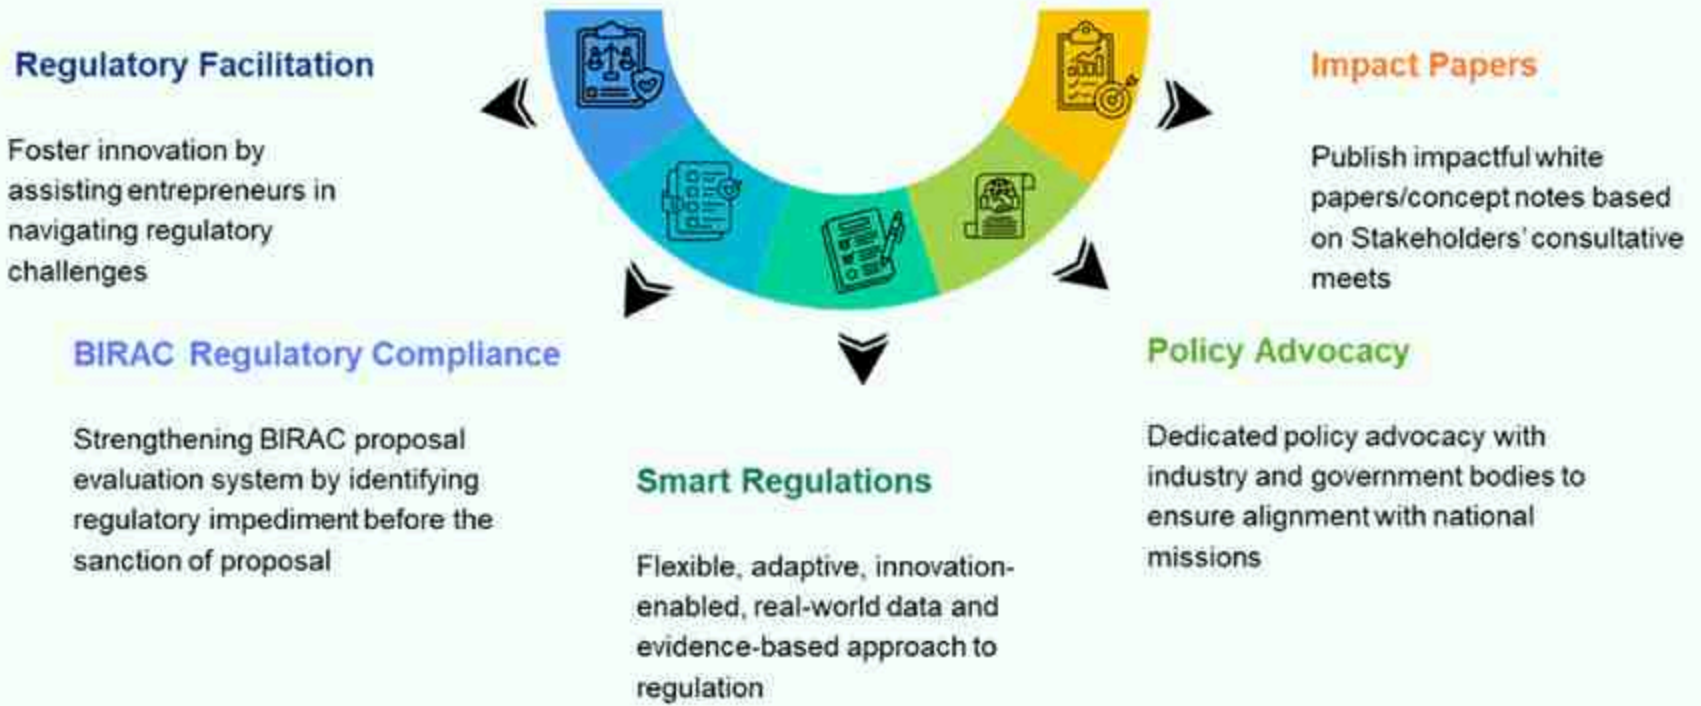 Regulatory Facilitation
Foster innovation by
assisting entrepreneurs in
navigating regulatory
challenges
BIRAC Regulatory Compliance
Strengthening BIRAC proposal
evaluation system by identifying
regulatory impediment before the
sanction of proposal
Smart Regulations
Flexible, adaptive, innovation-
enabled, real-world data and
evidence-based approach to
regulation
Policy Advocacy
Dedicated policy advocacy with
industry and government bodies to
ensure alignment with national
missions
Impact Papers
Publish impactful white
papers/concept notes based
on Stakeholders' consultative
meets